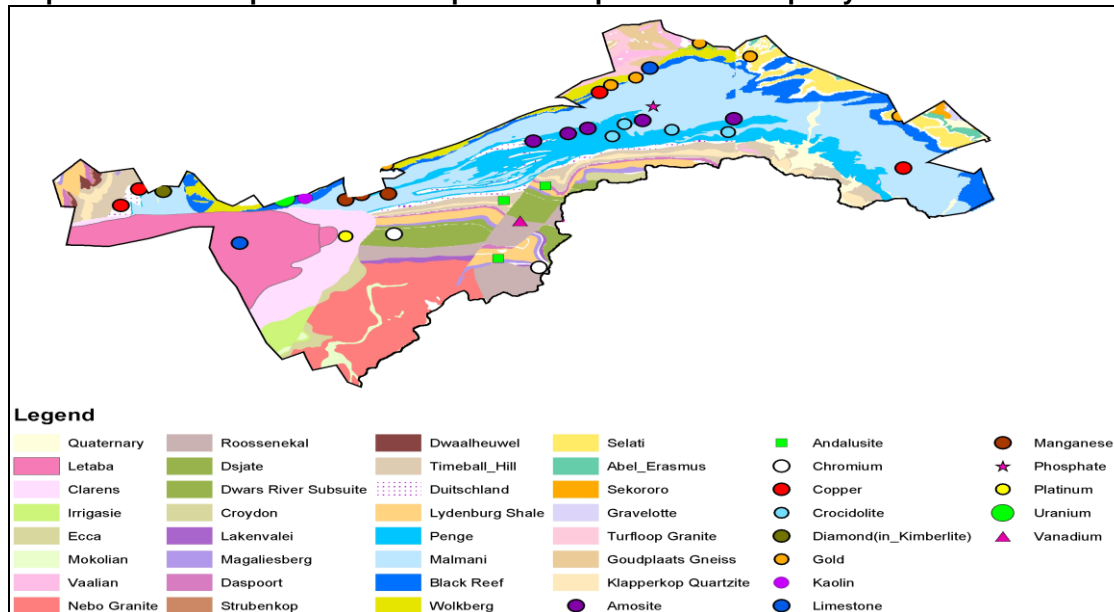 Legend
Quaternary Roossenekal Dwaalheuwel Selati Andalusite Manganese
Letaba Dsjate Timeball_Hill Abel_Erasmus Chromium Phosphate
Clarens Dwars River Subsuite Duitschland Sekororo Copper Platinum
Irrigasie Croydon Lydenburg Shale Gravelotte Crocidolite Uranium
Ecca Lakenvalei Penge Turfloop Granite Diamond(in_Kimberlite) Vanadium
Mokolian Magaliesberg Malmani Goudplaats Gneiss Gold
Vaalian Daspoort Black Reef Klapperkop Quartzite Kaolin
Nebo Granite Strubenkop Wolkberg Amosite Limestone